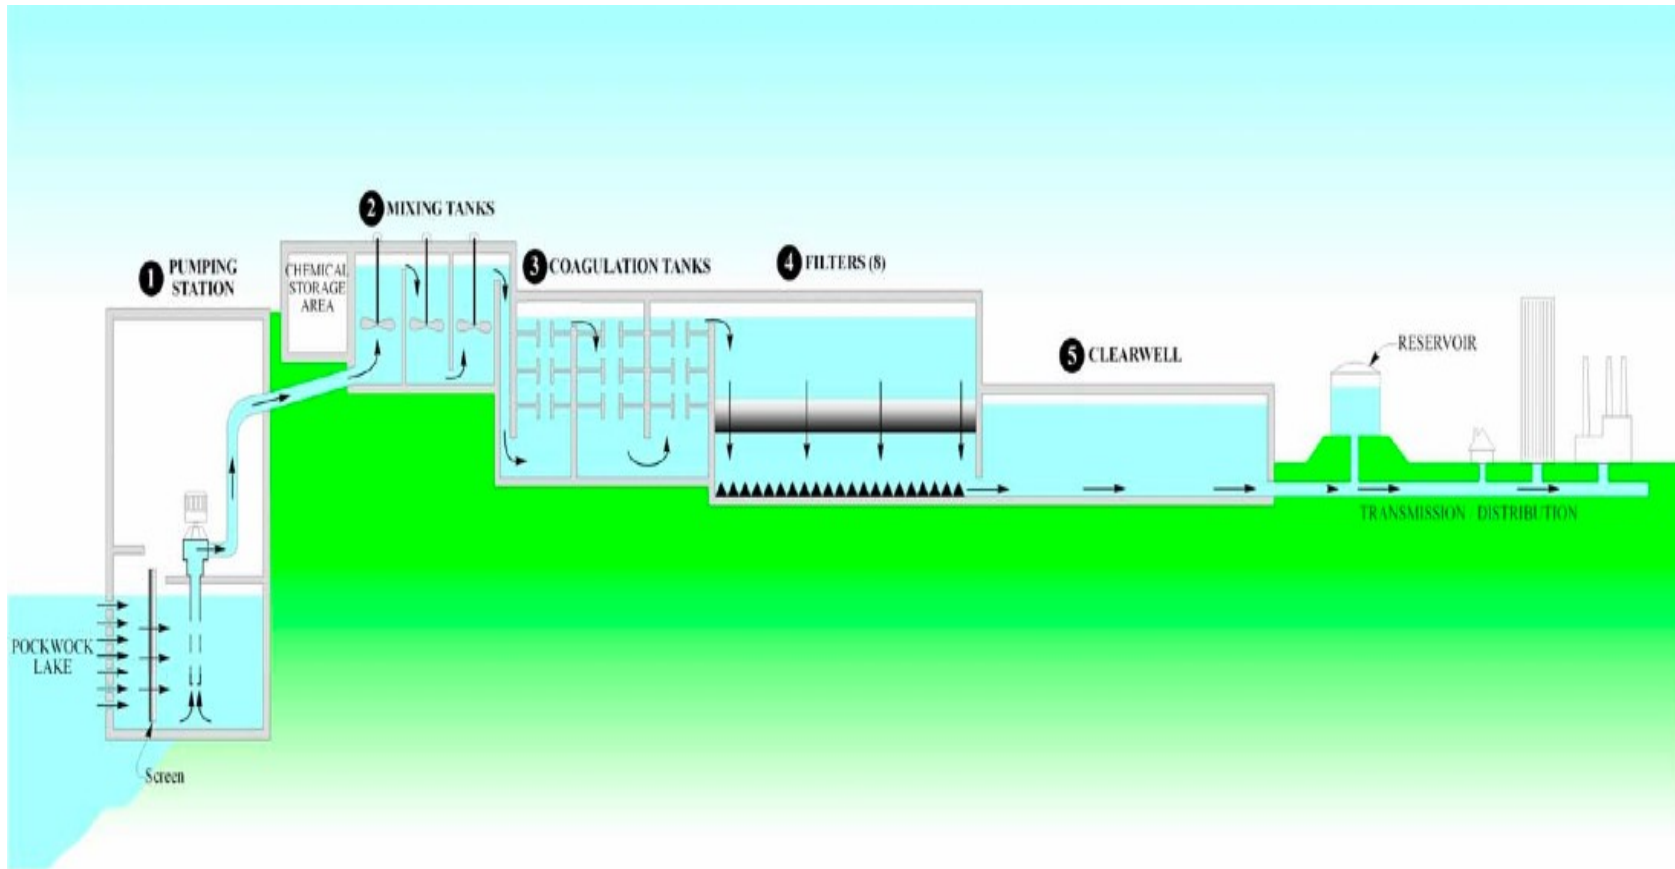 1 PUMPING
STATION
2 MIXING TANKS
CHEMICAL
STORAGE
AREA
3 COAGULATION TANKS
4 FILTERS (8)
5 CLEARWELL
RESERVOIR
TRANSMISSION DISTRIBUTION
POCKWOCK
LAKE
Screen